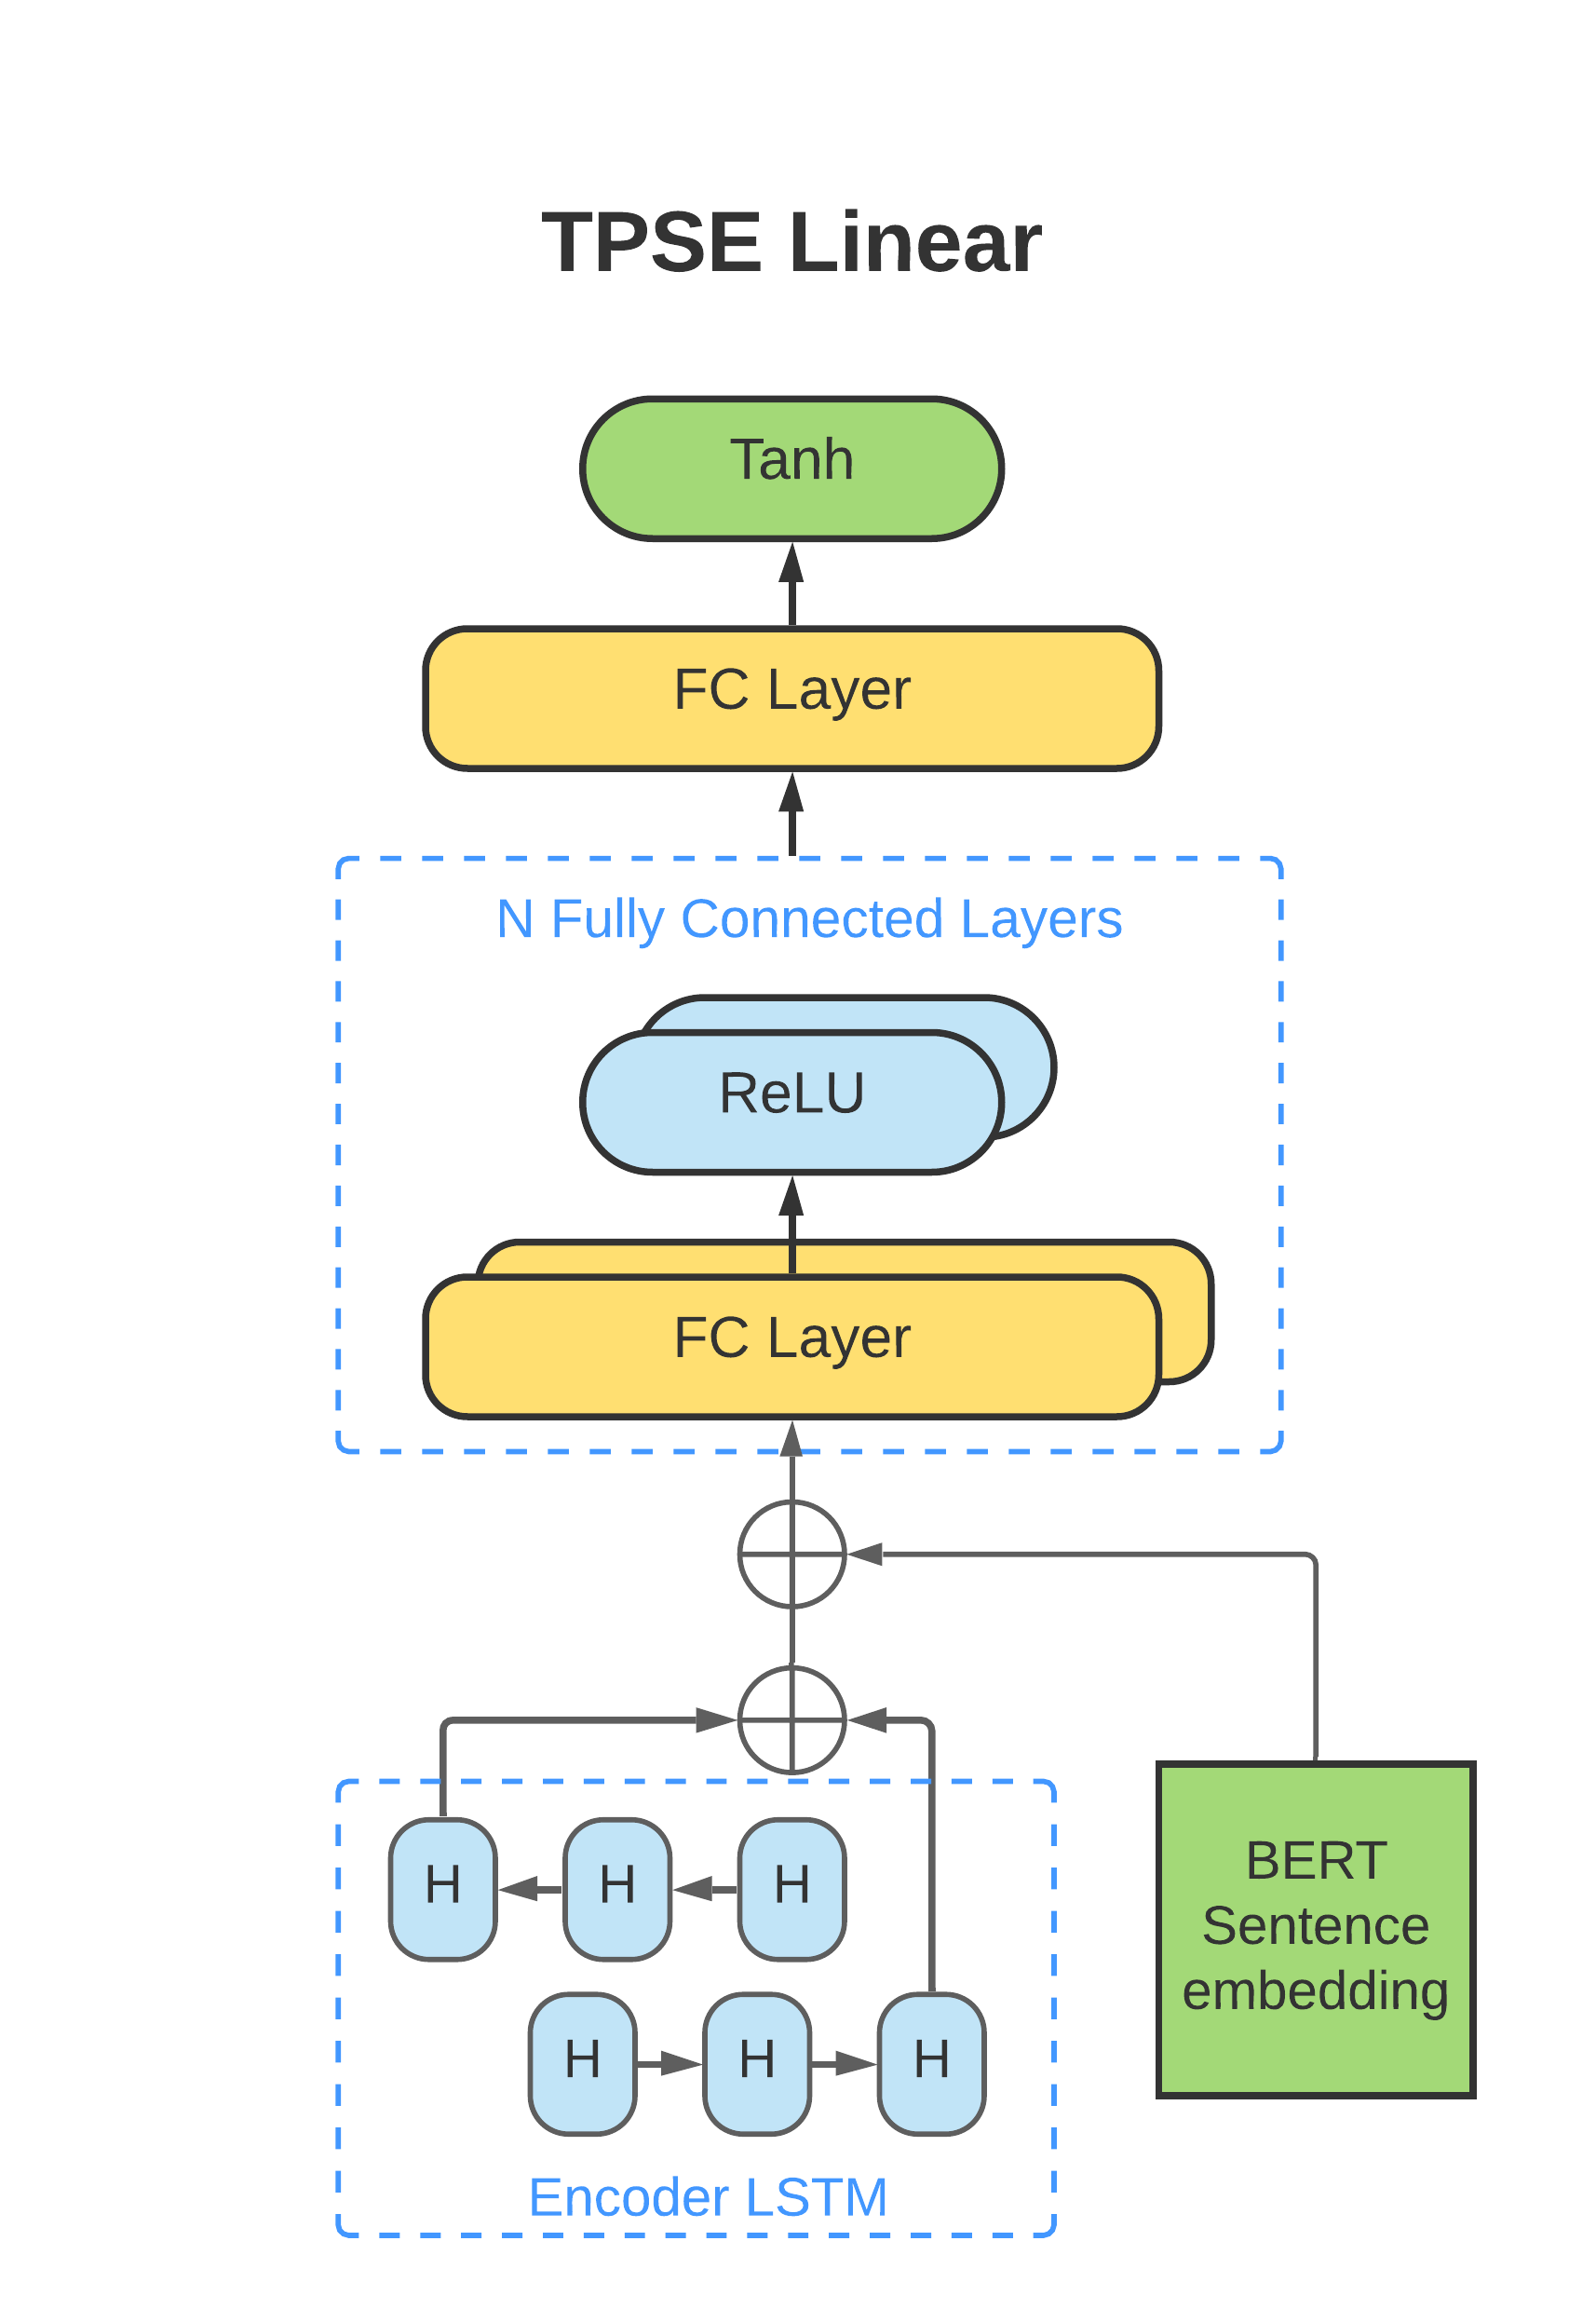 TPSE Linear
Tanh
FC Layer
N Fully Connected Layers
ReLU
FC Layer
H H H
H H H
Encoder LSTM
BERT
Sentence
embedding